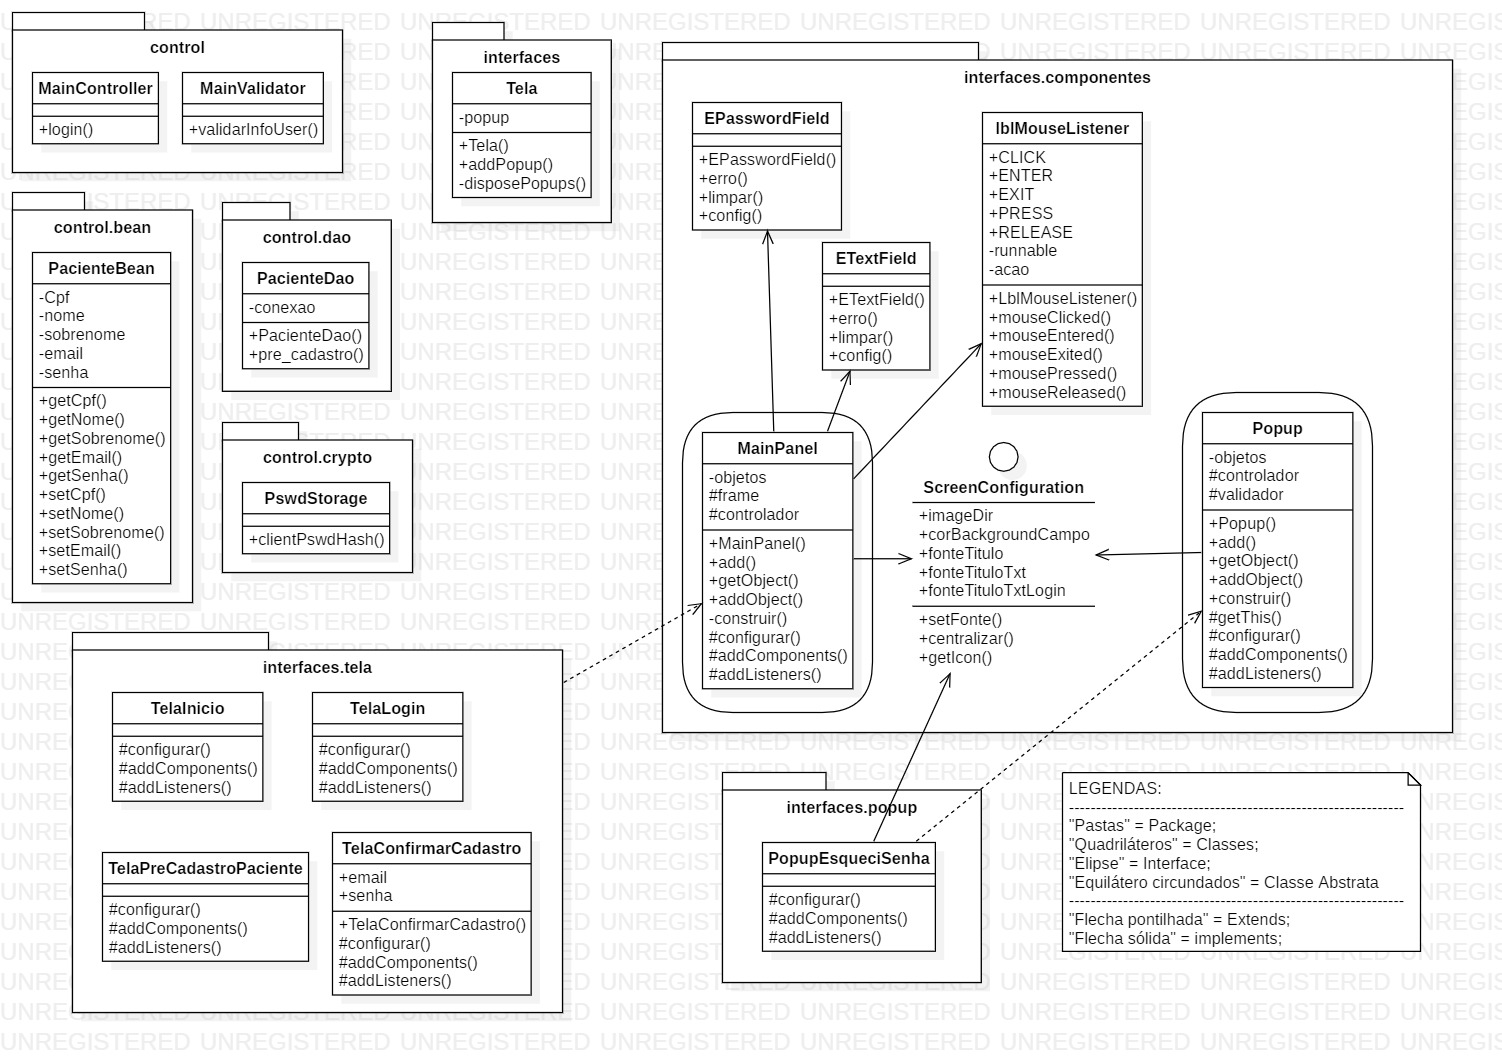 control
MainController
+login()
MainValidator
+validarInfoUser()
interfaces
Tela
-popup
+Tela()
+addPopup()
-disposePopups()
control.bean
PacienteBean
-Cpf
-nome
-sobrenome
-email
-senha
+getCpf()
+getNome()
+getSobrenome()
+getEmail()
+getSenha()
+setCpf()
+setNome()
+setSobrenome()
+setEmail()
+setSenha()
control.dao
PacienteDao
-conexao
+PacienteDao()
+pre_cadastro()
control.crypto
PswdStorage
+clientPswdHash()
interfaces.componentes
EPasswordField
+EPasswordField()
+erro()
+limpar()
+config()
ETextField
+ETextField()
+erro()
+limpar()
+config()
lblMouseListener
+CLICK
+ENTER
+EXIT
+PRESS
+RELEASE
-runnable
-acao
+LblMouseListener()
+mouseClicked()
+mouseEntered()
+mouseExited()
+mousePressed()
+mouseReleased()
MainPanel
-objetos
#frame
#controlador
+MainPanel()
+add()
+getObject()
+addObject()
-construir()
#configurar()
#addComponents()
#addListeners()
ScreenConfiguration
+imageDir
+corBackgroundCampo
+fonteTitulo
+fonteTituloTxt
+fonteTituloTxtLogin
+setFonte()
+centralizar()
+getIcon()
Popup
-objetos
#controlador
#validador
+Popup()
+add()
+getObject()
+addObject()
+construir()
#getThis()
#configurar()
#addComponents()
#addListeners()
interfaces.tela
TelaInicio
#configurar()
#addComponents()
#addListeners()
TelaLogin
#configurar()
#addComponents()
#addListeners()
TelaPreCadastroPaciente
#configurar()
#addComponents()
#addListeners()
TelaConfirmarCadastro
+email
+senha
+TelaConfirmarCadastro()
#configurar()
#addComponents()
#addListeners()
interfaces.popup
PopupEsqueciSenha
#configurar()
#addComponents()
#addListeners()
LEGENDAS:
"Pastas" = Package;
"Quadriláteros" = Classes;
"Elipse" = Interface;
"Equilátero circundados" = Classe Abstrata
"Flecha pontilhada" = Extends;
"Flecha sólida" = implements;
UNREGISTERED